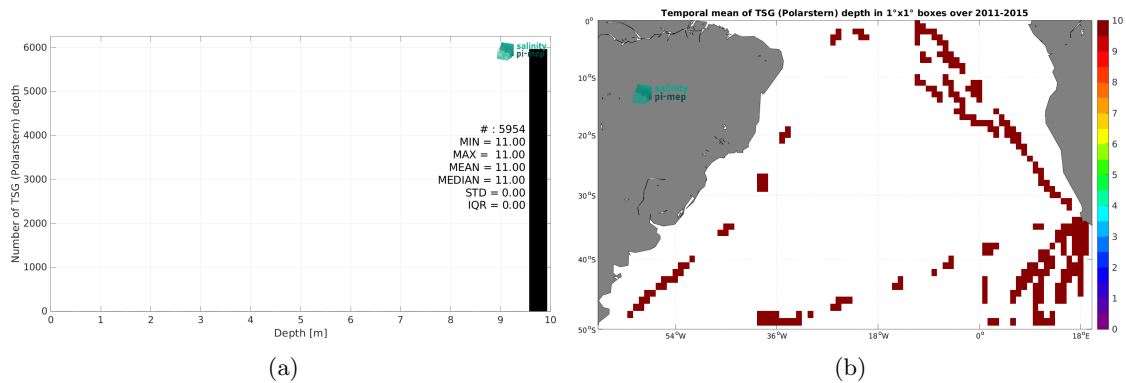 Number of TSG (Polarstern) depth
6000
5000
4000
3000
2000
1000
0
salinity
pi-mep
# : 5954
MIN = 11.00
MAX = 11.00
MEAN = 11.00
MEDIAN = 11.00
STD = 0.00
IQR = 0.00
0 1 2 3 4 5 6 7 8 9 10
Depth [m]
(a)
Temporal mean of TSG (Polarstern) depth in 1°x1° boxes over 2011-2015
0°
10°S
20°S
30°S
40°S
50°S
salinity
pi-mep
54°W 36°W 18°W 0° 18°E
10
9
8
7
6
5
4
3
2
1
0
(b)